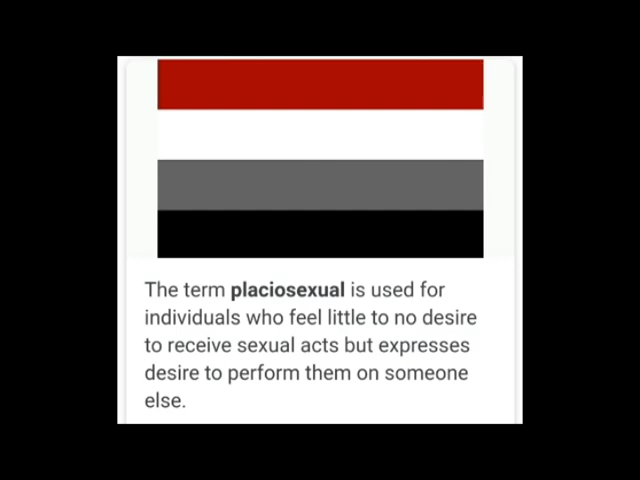 The term placiosexual is used for
individuals who feel little to no desire
to receive sexual acts but expresses
desire to perform them on someone
else.